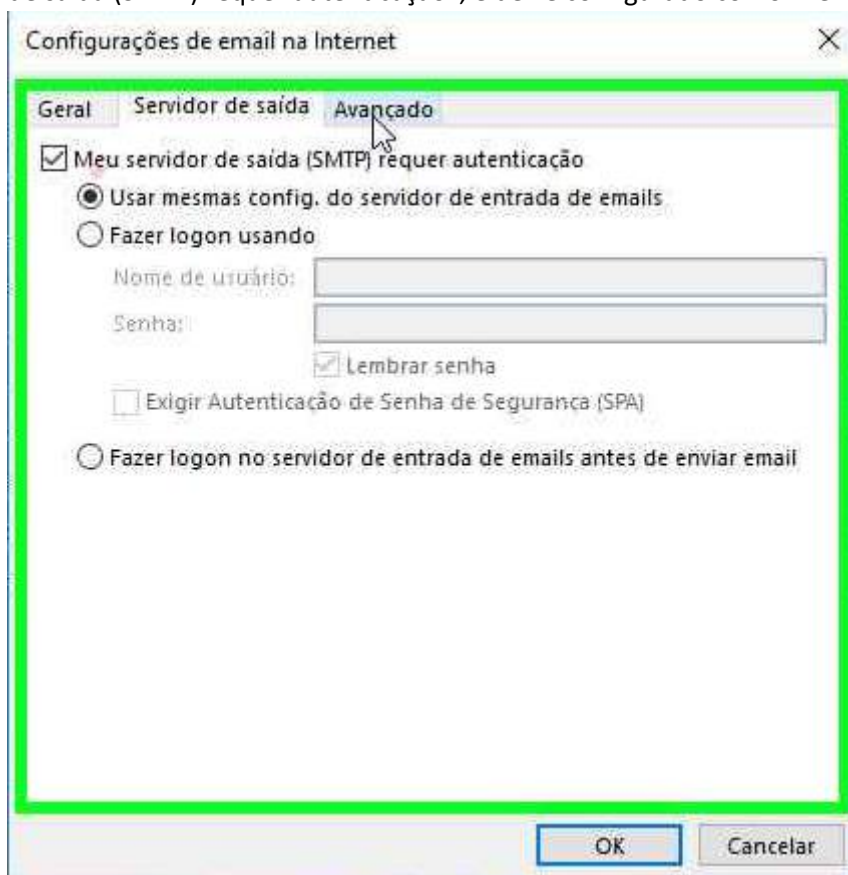 Configurações de email na Internet
Geral Servidor de saída Avançado
Meu servidor de saída (SMTP) requer autenticação
Usar mesmas config. do servidor de entrada de emails
Fazer logon usando
Nome de usuário:
Senha:
Lembrar senha
Exigir Autenticação de Senha de Segurança (SPA)
Fazer logon no servidor de entrada de emails antes de enviar email
OK Cancelar